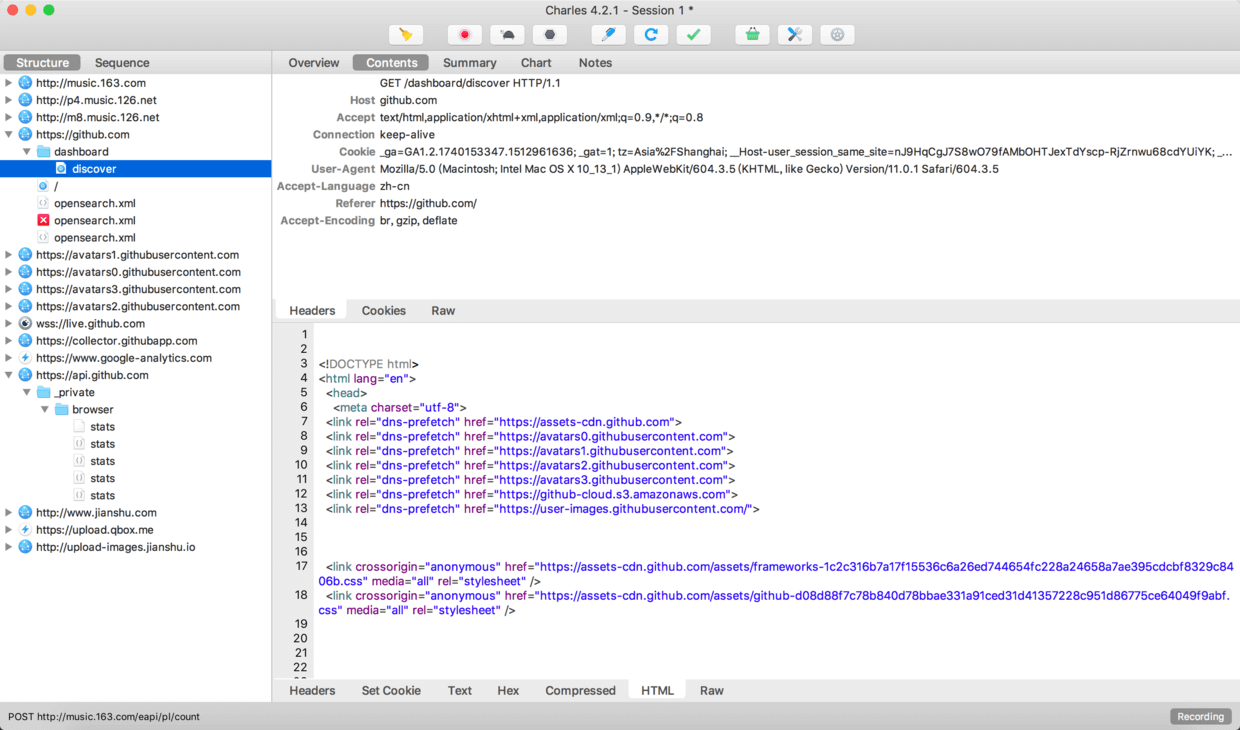 Charles 4.2.1 - Session 1 *
Structure Sequence
http://music.163.com
http://p4.music.126.net
http://m8.music.126.net
https://github.com
dashboard
discover
/
opensearch.xml
opensearch.xml
opensearch.xml
https://avatars1.githubusercontent.com
https://avatars0.githubusercontent.com
https://avatars3.githubusercontent.com
https://avatars2.githubusercontent.com
wss://live.github.com
https://collector.githubapp.com
https://www.google-analytics.com
https://api.github.com
_private
browser
stats
stats
stats
stats
stats
http://www.jianshu.com
https://upload.qbox.me
http://upload-images.jianshu.io
Overview Contents Summary Chart Notes
GET /dashboard/discover HTTP/1.1
Host github.com
Accept text/html,application/xhtml+xml,application/xml;q=0.9,*/*;q=0.8
Connection keep-alive
Cookie _ga=GA1.2.1740153347.1512961636; _gat=1; tz=Asia%2FShanghai; __Host-user_session_same_site=nJ9HqCgJ7S8wO79fAMbOHTJexTdYscp-RjZrnwu68cdYUiYK; _...
User-Agent Mozilla/5.0 (Macintosh; Intel Mac OS X 10_13_1) AppleWebKit/604.3.5 (KHTML, like Gecko) Version/11.0.1 Safari/604.3.5
Accept-Language zh-cn
Referer https://github.com/
Accept-Encoding br, gzip, deflate
Headers Cookies Raw
1
2
3 <!DOCTYPE html>
4 <html lang="en">
5 <head>
6 <meta charset="utf-8">
7 <link rel="dns-prefetch" href="https://assets-cdn.github.com">
8 <link rel="dns-prefetch" href="https://avatars0.githubusercontent.com">
9 <link rel="dns-prefetch" href="https://avatars1.githubusercontent.com">
10 <link rel="dns-prefetch" href="https://avatars2.githubusercontent.com">
11 <link rel="dns-prefetch" href="https://avatars3.githubusercontent.com">
12 <link rel="dns-prefetch" href="https://github-cloud.s3.amazonaws.com">
13 <link rel="dns-prefetch" href="https://user-images.githubusercontent.com/">
14
15
16
17 <link crossorigin="anonymous" href="https://assets-cdn.github.com/assets/frameworks-1c2c316b7a17f15536c6a26ed744654fc228a24658a7ae395cdcbf8329c84
06b.css" media="all" rel="stylesheet" />
18 <link crossorigin="anonymous" href="https://assets-cdn.github.com/assets/github-d08d88f7c78b840d78bbae331a91ced31d41357228c951d86775ce64049f9abf.
css" media="all" rel="stylesheet" />
19
20
21
22
Headers Set Cookie Text Hex Compressed HTML Raw
POST http://music.163.com/eapi/pl/count
Recording